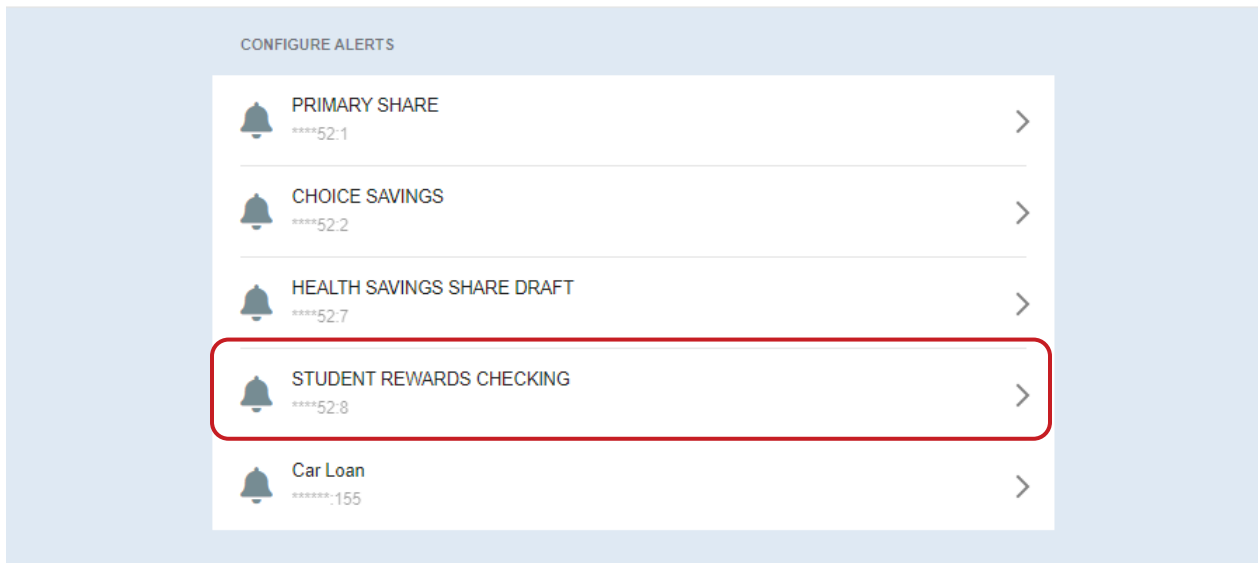 CONFIGURE ALERTS
PRIMARY SHARE
****52:1
CHOICE SAVINGS
****52:2
HEALTH SAVINGS SHARE DRAFT
****52:7
STUDENT REWARDS CHECKING
****52:8
Car Loan
******:155